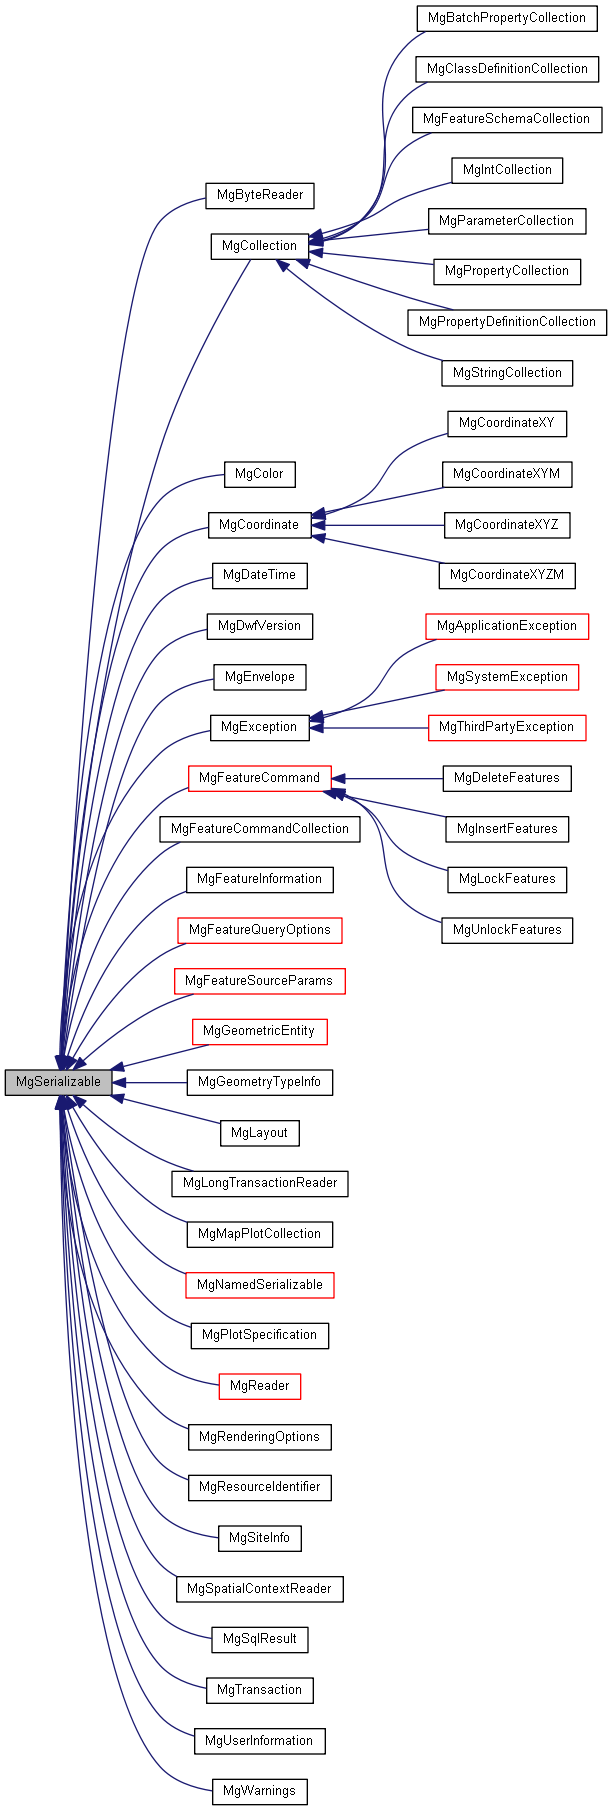 MgBatchPropertyCollection
MgClassDefinitionCollection
MgFeatureSchemaCollection
MgIntCollection
MgByteReader
MgParameterCollection
MgCollection
MgPropertyCollection
MgPropertyDefinitionCollection
MgStringCollection
MgCoordinateXY
MgColor
MgCoordinateXYM
MgCoordinate
MgCoordinateXYZ
MgDateTime
MgCoordinateXYZM
MgDwfVersion
MgApplicationException
MgEnvelope
MgSystemException
MgException
MgThirdPartyException
MgFeatureCommand
MgDeleteFeatures
MgFeatureCommandCollection
MgInsertFeatures
MgFeatureInformation
MgLockFeatures
MgFeatureQueryOptions
MgUnlockFeatures
MgFeatureSourceParams
MgGeometricEntity
MgSerializable
MgGeometryTypeInfo
MgLayout
MgLongTransactionReader
MgMapPlotCollection
MgNamedSerializable
MgPlotSpecification
MgReader
MgRenderingOptions
MgResourceIdentifier
MgSiteInfo
MgSpatialContextReader
MgSqlResult
MgTransaction
MgUserInformation
MgWarnings